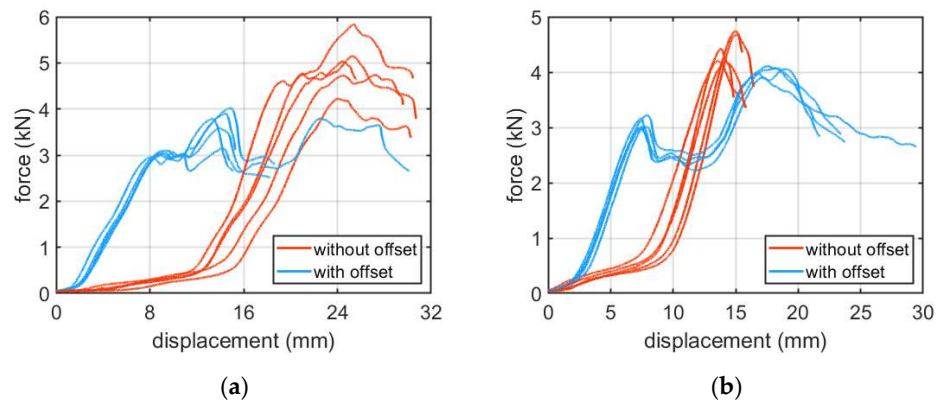 6
5
4
3
2
1
0
0 8 16 24 32
force (kN)
displacement (mm)
without offset
with offset
(a)
5
4
3
2
1
0
0 5 10 15 20 25 30
force (kN)
displacement (mm)
without offset
with offset
(b)